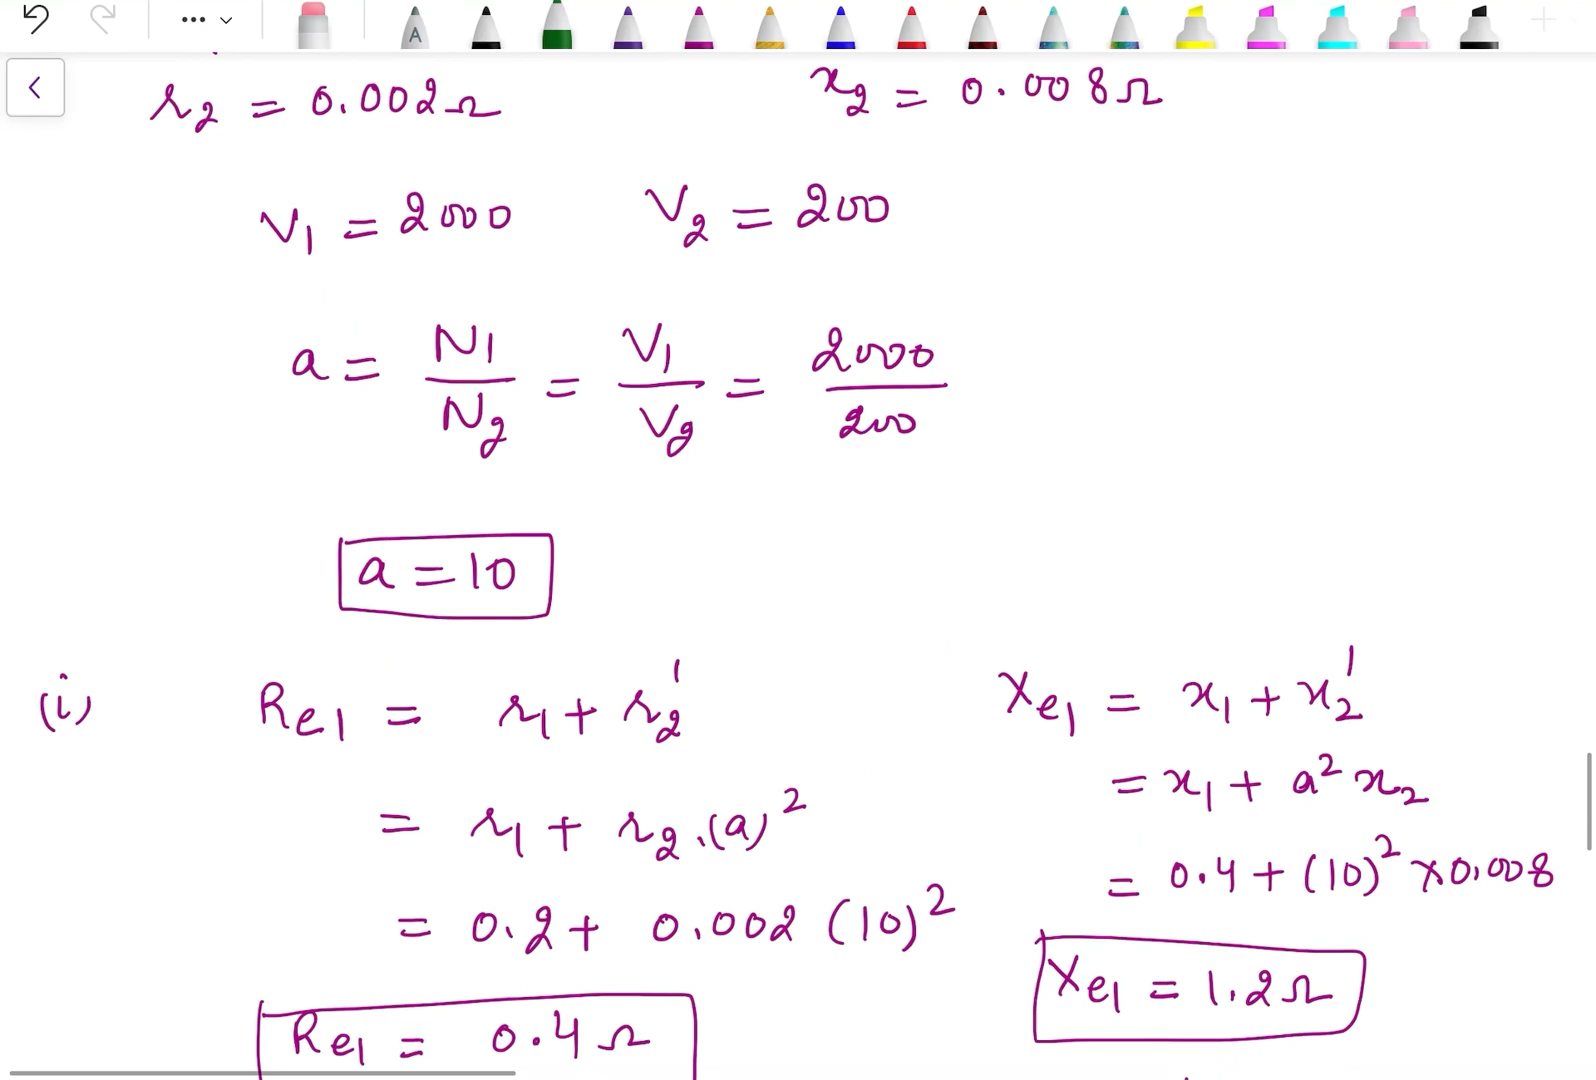 A
r₂ = 0.002Ω
x₂ = 0.008Ω
V₁ = 2000 V₂ = 200
a = N1/N₂ = V₁/V₂ = 2000/200
a = 10
(i)
Re1 = r₁ + r₂'
= r₁ + r₂.(a)²
= 0.2 + 0.002 (10)²
Re₁ = 0.4Ω
Xe₁ = x₁ + x₂'
= x₁ + a² x₂
= 0.4 + (10)² × 0.008
Xe₁ = 1.2Ω